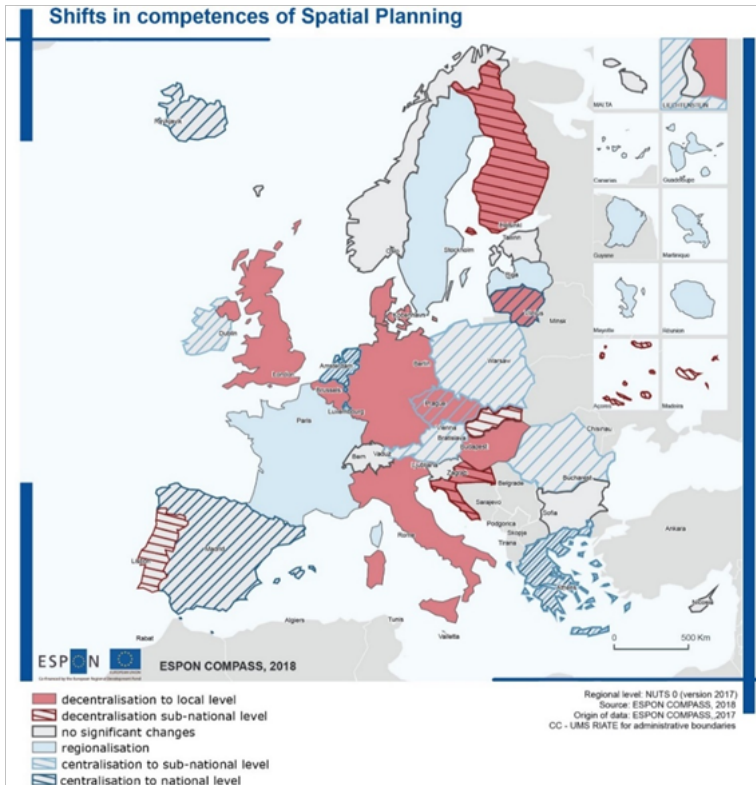 Shifts in competences of Spatial Planning
MALTA
LIECHTENSTEIN
Reykjavik
Canarias
Guadeloupe
Helsinki
Tallinn
Oslo
Stockholm
Guyane
Martinique
Riga
Vilnius
Minsk
Dublin
Mayotte
Réunion
Berlin
Warsaw
Amsterdam
London
Brussels
Prague
Luxembourg
Açores
Madeira
Paris
Vienna
Bratislava
Chisinau
Budapest
Bern
Vaduz
Ljubljana
Zagreb
Bucharest
Belgrade
Sarajevo
Sofia
Podgorica
Skopje
Ankara
Roma
Tirana
Madrid
Athens
Algiers
Tunis
Rabat
Valletta
0 500 Km
ESPON
ESPON COMPASS, 2018
decentralisation to local level
decentralisation sub-national level
no significant changes
regionalisation
centralisation to sub-national level
centralisation to national level
Regional level: NUTS 0 (version 2017)
Source: ESPON COMPASS, 2018
Origin of data: ESPON COMPASS,,2017
CC - UMS RIATE for administrative boundaries